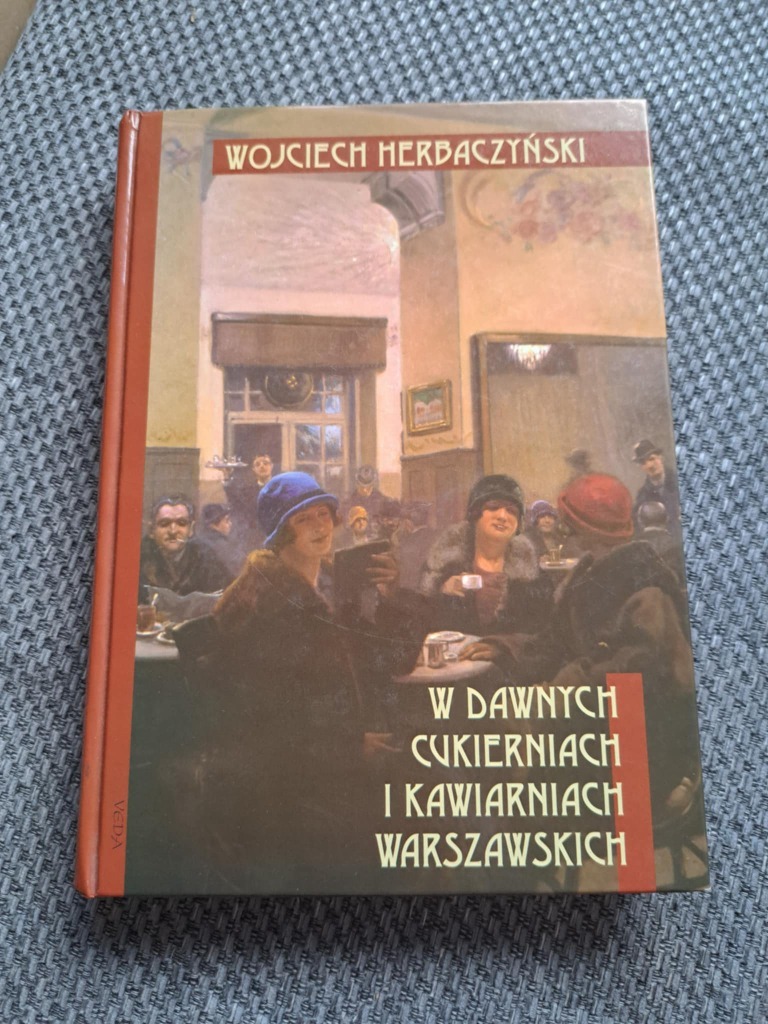 WOJCIECH HERBACZYŃSKI
W DAWNYCH
CUKIERNIACH
I KAWIARNIACH
WARSZAWSKICH
VEDA